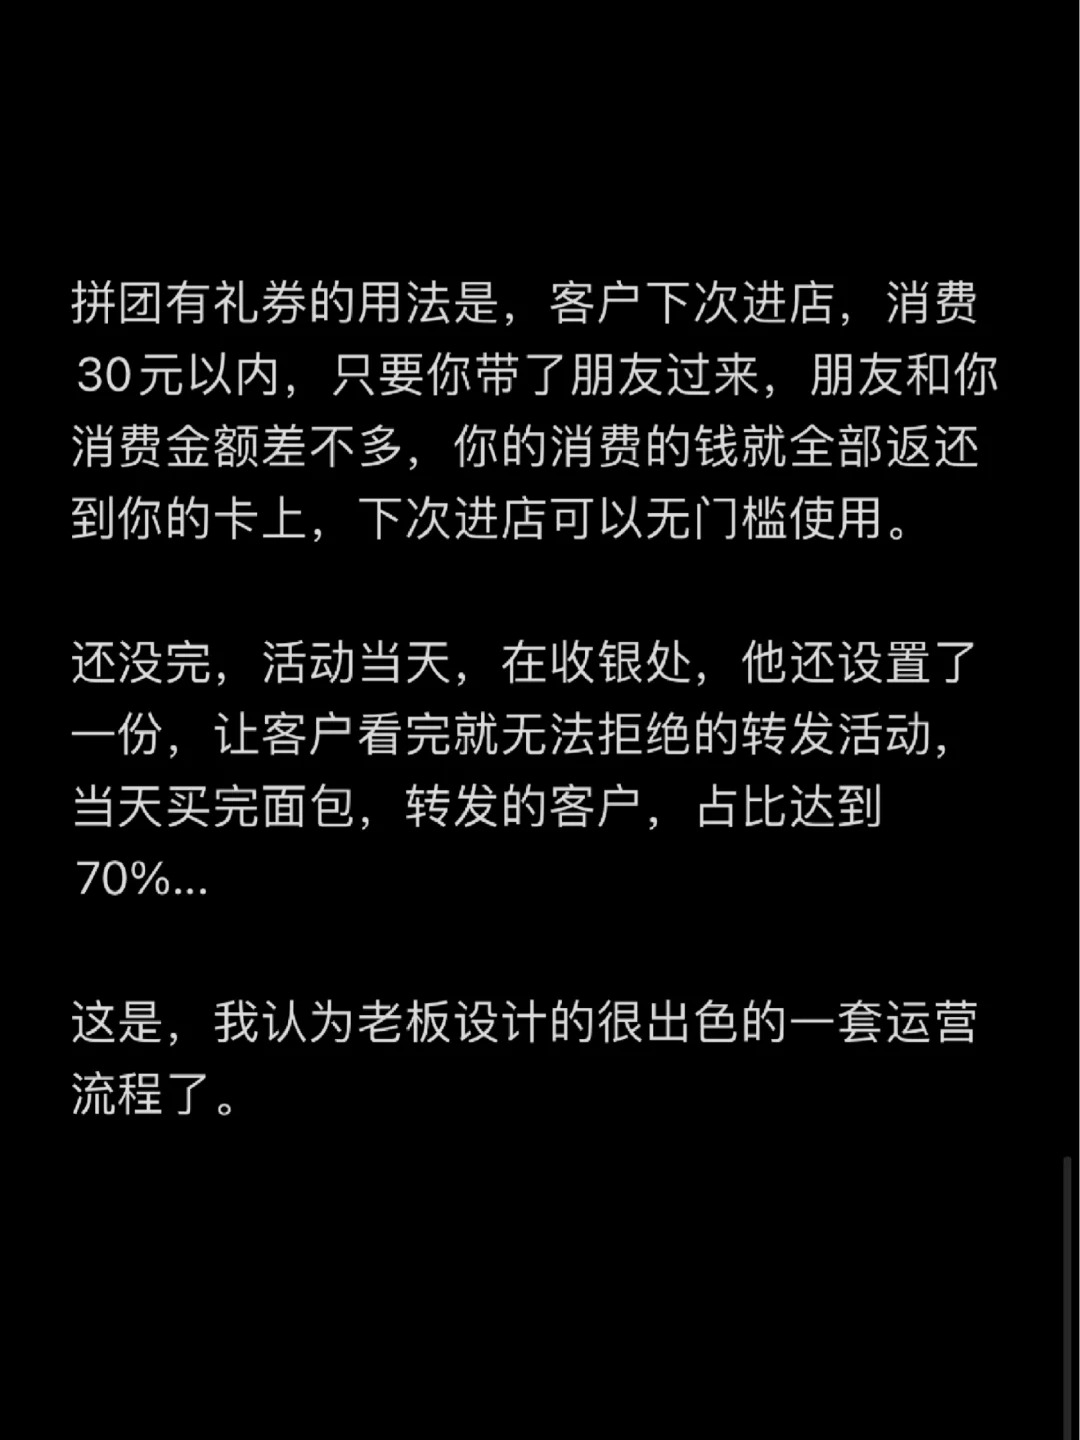 拼团有礼券的用法是，客户下次进店，消费
30元以内，只要你带了朋友过来，朋友和你
消费金额差不多，你的消费的钱就全部返还
到你的卡上，下次进店可以无门槛使用。
还没完，活动当天，在收银处，他还设置了
一份，让客户看完就无法拒绝的转发活动，
当天买完面包，转发的客户，占比达到
70%...
这是，我认为老板设计的很出色的一套运营
流程了。